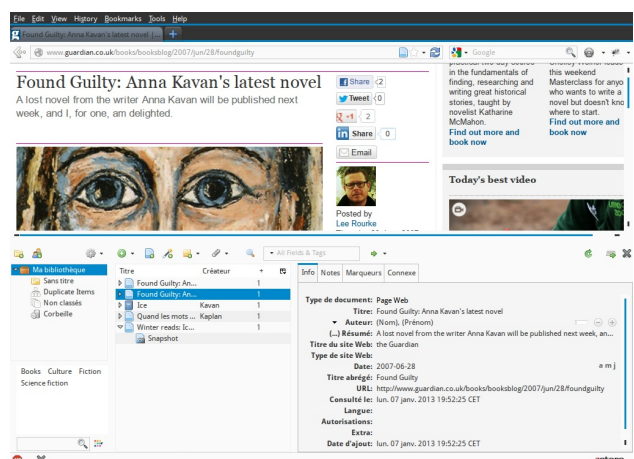 File Edit View History Bookmarks Tools Help
Found Guilty: Anna Kavan's latest novel |...
www.guardian.co.uk/books/booksblog/2007/jun/28/foundguilty
Google
Found Guilty: Anna Kavan's latest novel
A lost novel from the writer Anna Kavan will be published next
week, and I, for one, am delighted.
Share 2
Tweet 0
+1 2
in Share 0
Email
Posted by
Lee Rourke
in the fundamentals of
finding, researching and
writing great historical
stories, taught by
novelist Katharine
McMahon.
Find out more and
book now
this weekend
Masterclass for anyo
who wants to write a
novel but doesn't kno
where to start.
Find out more and
book now
Today's best video
All Fields & Tags
Ma bibliothèque
Sans titre
Duplicate Items
Non classés
Corbeille
Books Culture Fiction
Science fiction
Titre Créateur +
Found Guilty: An... 1
Found Guilty: An... 1
Ice Kavan 1
Quand les mots ... Kaplan 1
Winter reads: Ic... 1
Snapshot
Info Notes Marqueurs Connexe
Type de document: Page Web
Titre: Found Guilty: Anna Kavan's latest novel
Auteur: (Nom), (Prénom)
(...) Résumé: A lost novel from the writer Anna Kavan will be published next week, an...
Titre du site Web: the Guardian
Type de site Web:
Date: 2007-06-28 a m j
Titre abrégé: Found Guilty
URL: http://www.guardian.co.uk/books/booksblog/2007/jun/28/foundguilty
Consulté le: lun. 07 janv. 2013 19:52:25 CET
Langue:
Autorisations:
Extra:
Date d'ajout: lun. 07 janv. 2013 19:52:25 CET
zotero